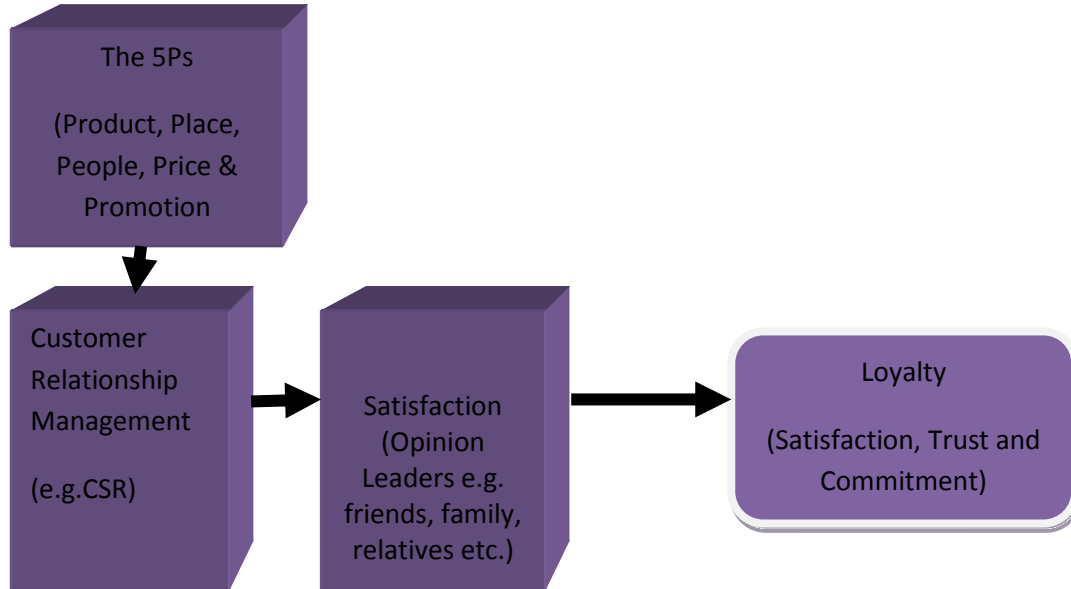 The 5Ps
(Product, Place,
People, Price &
Promotion
Customer
Relationship
Management
(e.g.CSR)
Satisfaction
(Opinion
Leaders e.g.
friends, family,
relatives etc.)
Loyalty
(Satisfaction, Trust and
Commitment)